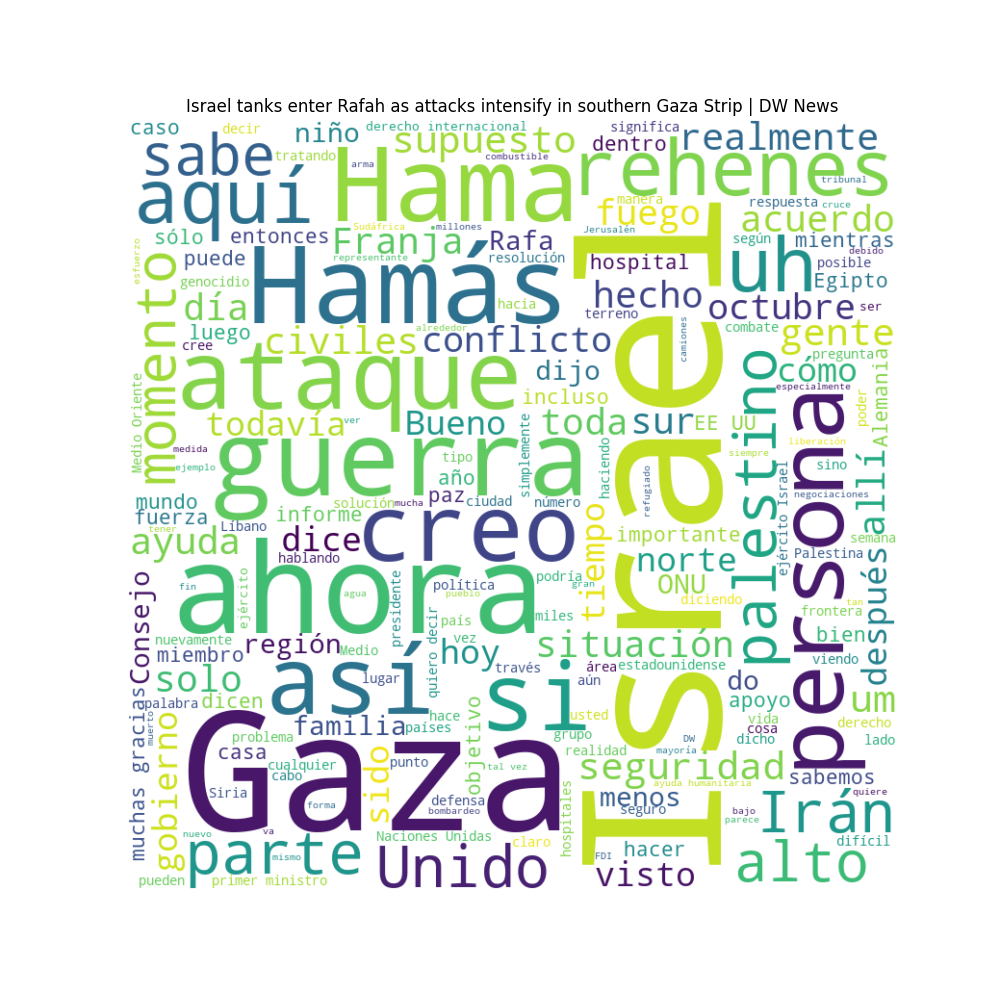 Israel tanks enter Rafah as attacks intensify in southern Gaza Strip | DW News
caso
decir
niño
derecho internacional
supuesto
significa
dentro
realmente
sabe
tratando
arma
Hama
combustible
rehenes
tribunal
aquí
manera
fuego
respuesta
cruce
acuerdo
sólo
entonces
Sudáfrica
millones
Franja
Rafa
Jerusalén
según
mientras
puede
representante
resolución
hospital
uh
debido
posible
Egipto
esfuerzo
momento
genocidio
Hamás
hacia
hecho
octubre
ser
día
terreno
luego
alrededor
civiles
conflicto
camiones
combate
gente
cree
pregunta
ataque
dijo
Israel
palestino
cómo
especialmente
Alemania
Medio Oriente
incluso
persona
poder
todavía
ver
Bueno
toda
sur
EE UU
guerra
medida
ejemplo
tipo
simplemente
haciendo
siempre
liberación
sino
allí
año
refugiado
ejército Israel
negociaciones
mundo
solución
mucha
paz
ciudad
número
fuerza
informe
Líbano
creo
tiempo
importante
semana
tener
ayuda
dice
hablando
norte
Palestina
después
ahora
fin
ejército
agua
presidente
política
pueblo
podría
gran
ONU
diciendo
tan
frontera
Consejo
país
miles
nuevamente
región
Medio
quiero decir
vez
situación
bien
miembro
así
hoy
través
área
estadounidense
viendo
solo
lugar
si
aún
do
apoyo
vida
um
muchas gracias
palabra
dicen
familia
hace
países
objetivo
grupo
usted
cosa
derecho
muerto
gobierno
problema
Gaza
sido
realidad
DW
dicho
lado
casa
punto
mayoría
cualquier
cabo
tal vez
seguridad
sabemos
Siria
forma
defensa
bombardeo
hospitales
ayuda humanitaria
menos
seguro
quiere
bajo
parece
Irán
nuevo
va
Naciones Unidas
claro
difícil
parte
mismo
Unido
FDI
hacer
alto
pueden
primer ministro
visto